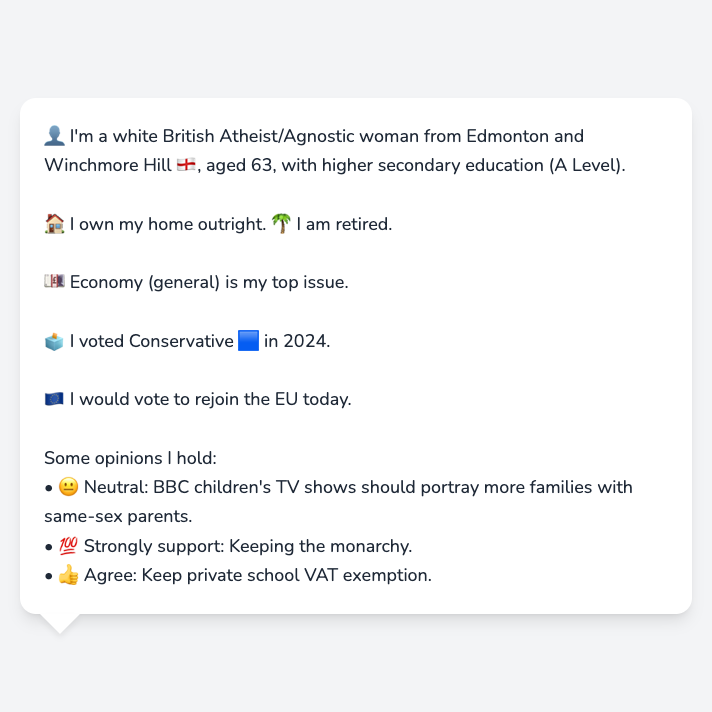 👤 I'm a white British Atheist/Agnostic woman from Edmonton and
Winchmore Hill 🏴󠁧󠁢󠁥󠁮󠁧󠁿, aged 63, with higher secondary education (A Level).
🏠 I own my home outright. 🌴 I am retired.
💷 Economy (general) is my top issue.
🗳️ I voted Conservative 🟦 in 2024.
🇪🇺 I would vote to rejoin the EU today.
Some opinions I hold:
• 😐 Neutral: BBC children's TV shows should portray more families with
same-sex parents.
• 💯 Strongly support: Keeping the monarchy.
• 👍 Agree: Keep private school VAT exemption.